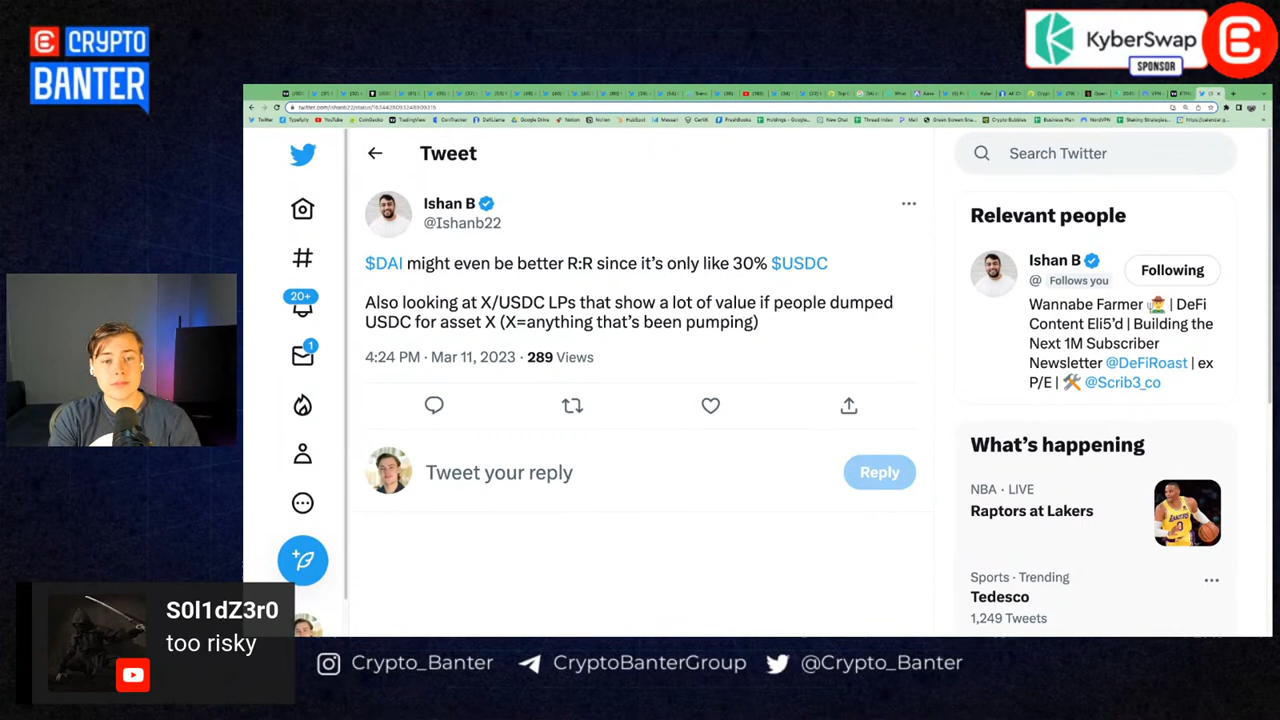 CRYPTO
BANTER
KyberSwap
SPONSOR
Tweet
Search Twitter
Ishan B
@Ishanb22
$DAI might even be better R:R since it's only like 30% $USDC
Also looking at X/USDC LPs that show a lot of value if people dumped
USDC for asset X (X=anything that's been pumping)
4:24 PM · Mar 11, 2023 · 289 Views
20+
1
Tweet your reply
Reply
Relevant people
Ishan B
@ Follows you
Following
Wannabe Farmer 👨‍🌾 | DeFi
Content Eli5'd | Building the
Next 1M Subscriber
Newsletter @DeFiRoast | ex
P/E | 🛠️ @Scrib3_co
What's happening
NBA · LIVE
Raptors at Lakers
Sports · Trending
Tedesco
1,249 Tweets
S0l1dZ3r0
too risky
Crypto_Banter
CryptoBanterGroup
@Crypto_Banter